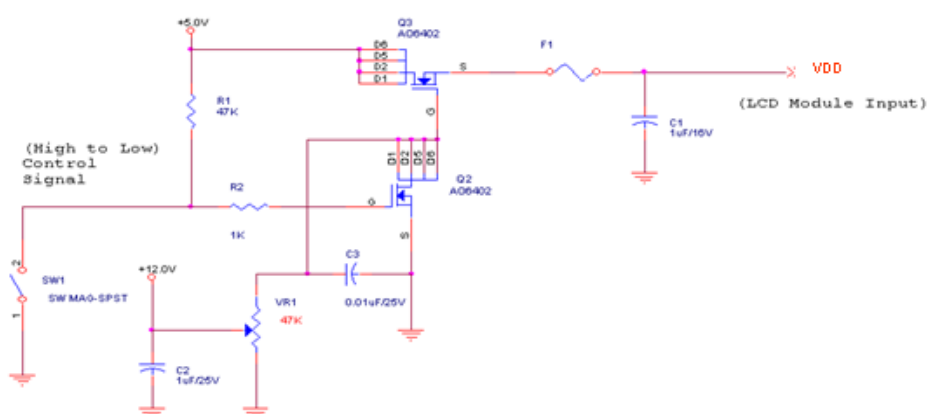 +5.0V
Q3
AO6402
D6
D5
D2
D1
S
G
F1
VDD
(LCD Module Input)
C1
1uF/16V
R1
47K
(High to Low)
Control
Signal
R2
1K
D1
D2
D5
D6
G
Q2
AO6402
S
2
SW1
SW MAG-SPST
1
+12.0V
C3
0.01uF/25V
VR1
47K
C2
1uF/25V